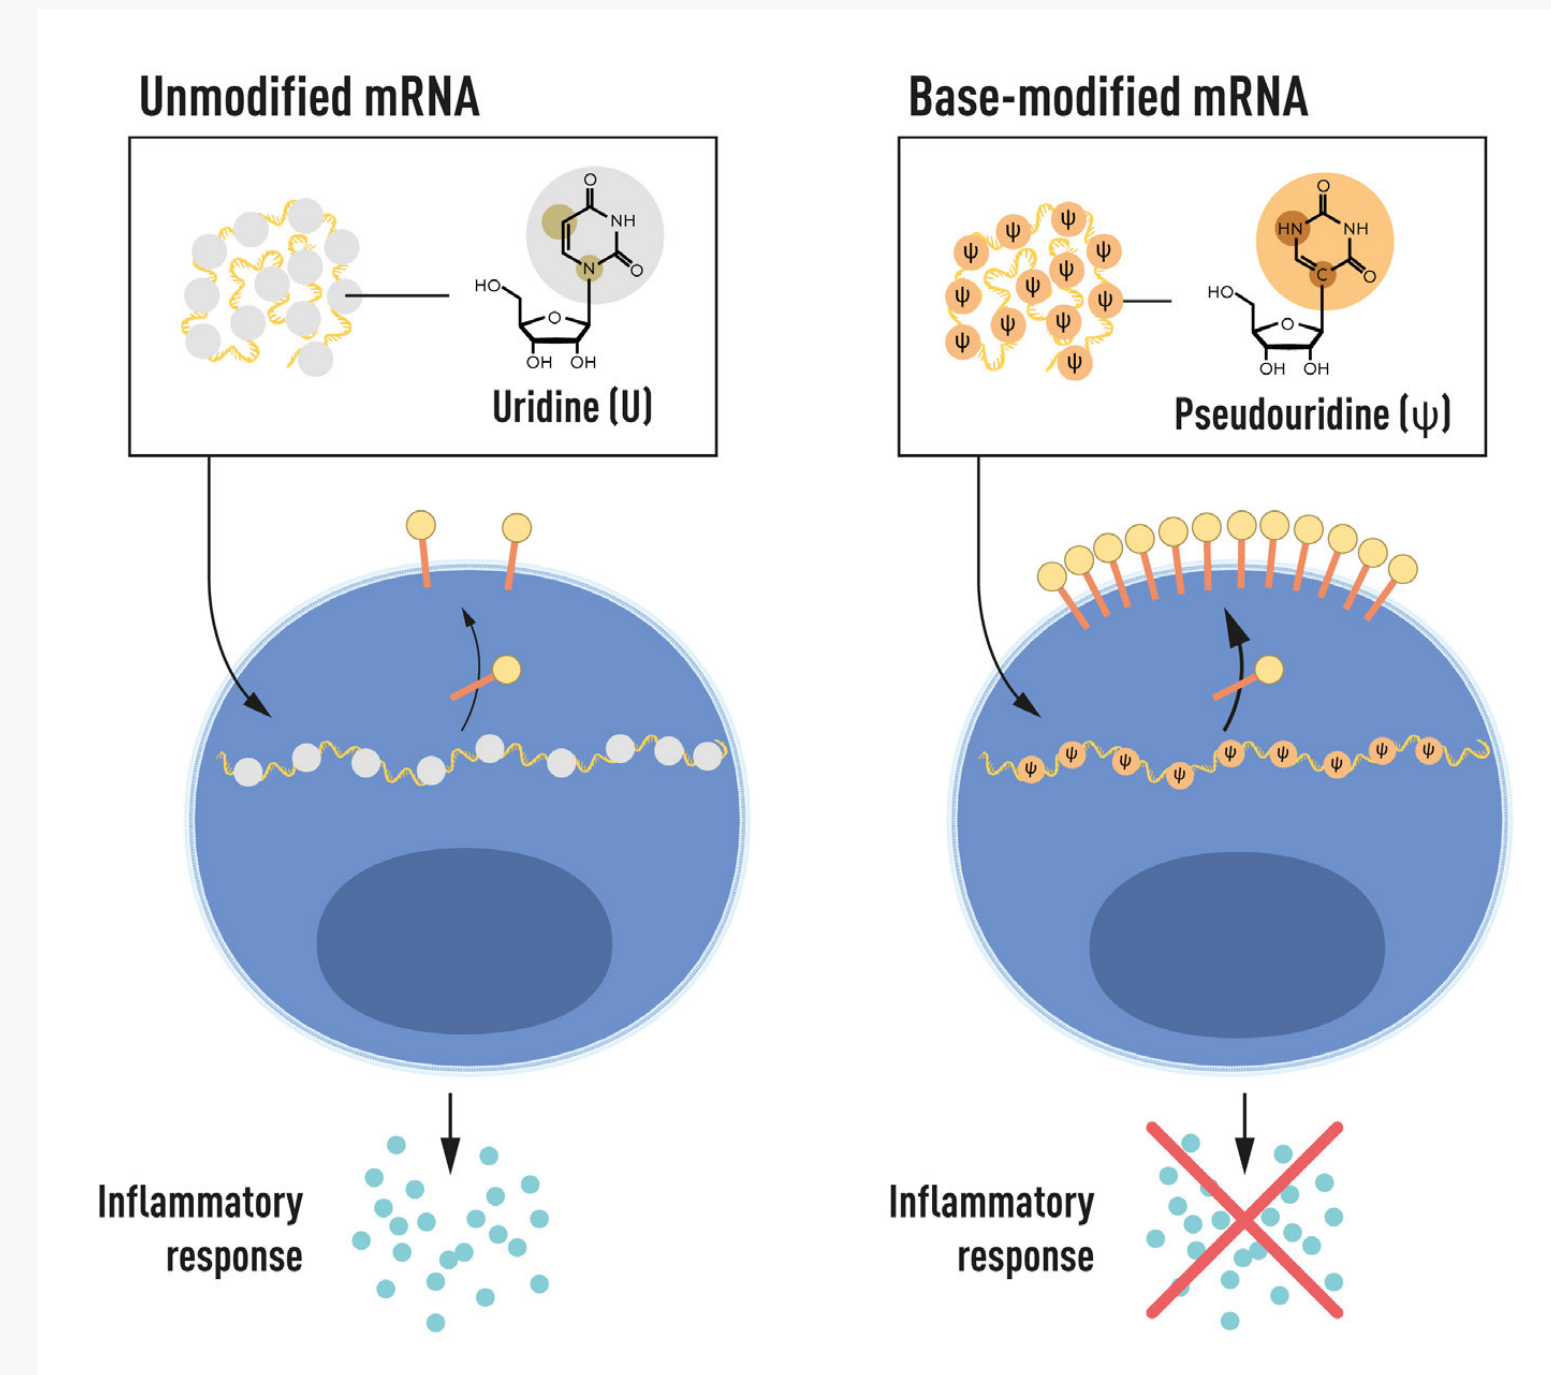 Unmodified mRNA
O
NH
N
O
HO
O
OH OH
Uridine (U)
Base-modified mRNA
ψ ψ ψ ψ ψ ψ ψ ψ ψ ψ ψ ψ
O
HN NH
C O
HO
O
OH OH
Pseudouridine (ψ)
ψ ψ ψ ψ ψ ψ ψ ψ ψ
Inflammatory
response
Inflammatory
response